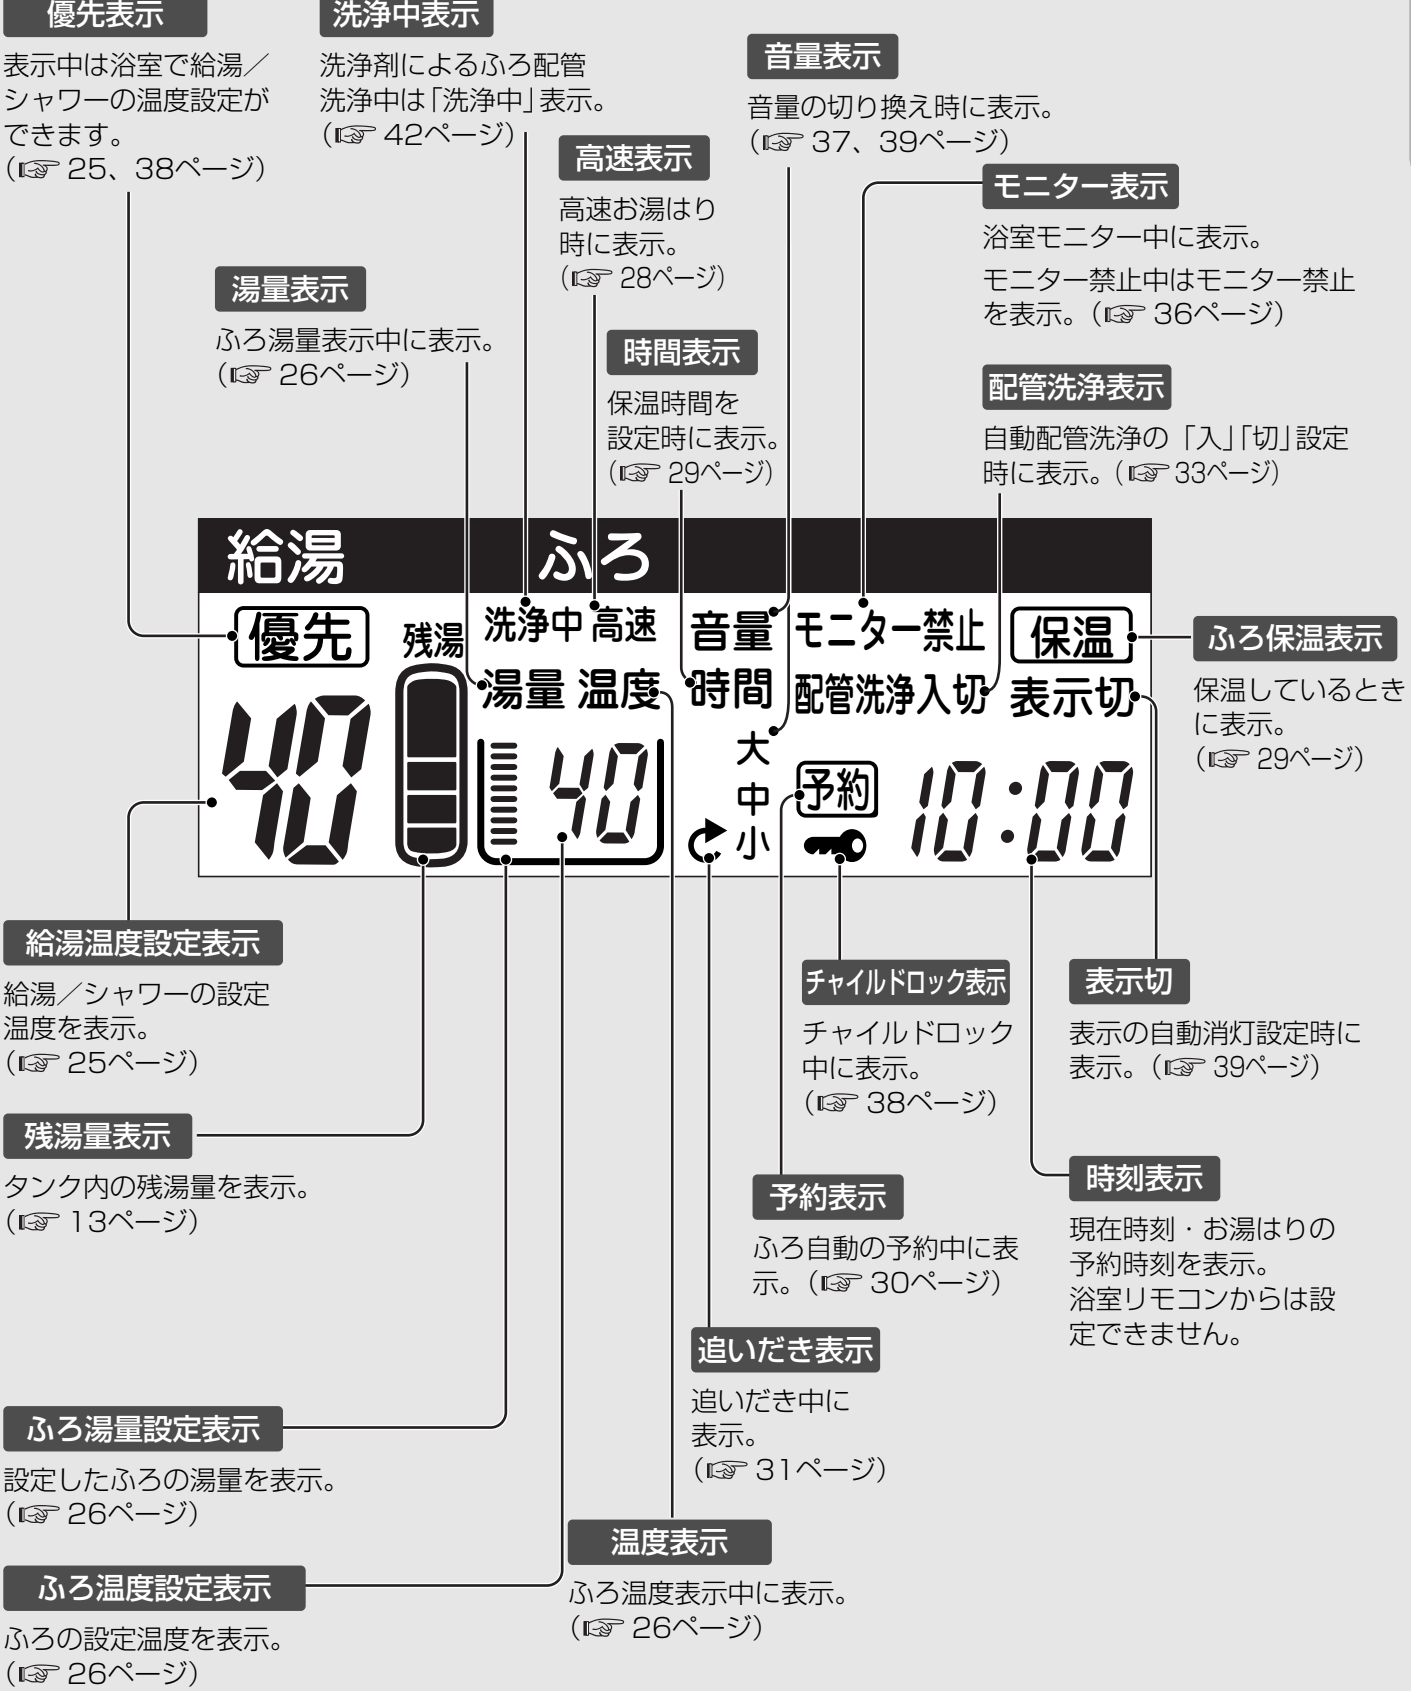 優先表示
表示中は浴室で給湯／
シャワーの温度設定が
できます。
(☞ 25、38ページ)
洗浄中表示
洗浄剤によるふろ配管
洗浄中は「洗浄中」表示。
(☞ 42ページ)
音量表示
音量の切り換え時に表示。
(☞ 37、39ページ)
高速表示
高速お湯はり
時に表示。
(☞ 28ページ)
モニター表示
浴室モニター中に表示。
モニター禁止中はモニター禁止
を表示。(☞ 36ページ)
湯量表示
ふろ湯量表示中に表示。
(☞ 26ページ)
時間表示
保温時間を
設定時に表示。
(☞ 29ページ)
配管洗浄表示
自動配管洗浄の「入」「切」設定
時に表示。(☞ 33ページ)
給湯 ふろ
優先 残湯 洗浄中 高速 音量 モニター禁止 保温
湯量 温度 時間 配管洗浄入切 表示切
40 40 大 中 小 予約 10:00
ふろ保温表示
保温しているとき
に表示。
(☞ 29ページ)
給湯温度設定表示
給湯／シャワーの設定
温度を表示。
(☞ 25ページ)
チャイルドロック表示
チャイルドロック
中に表示。
(☞ 38ページ)
表示切
表示の自動消灯設定時に
表示。(☞ 39ページ)
残湯量表示
タンク内の残湯量を表示。
(☞ 13ページ)
予約表示
ふろ自動の予約中に表
示。(☞ 30ページ)
時刻表示
現在時刻・お湯はりの
予約時刻を表示。
浴室リモコンからは設
定できません。
追いだき表示
追いだき中に
表示。
(☞ 31ページ)
ふろ湯量設定表示
設定したふろの湯量を表示。
(☞ 26ページ)
温度表示
ふろ温度表示中に表示。
(☞ 26ページ)
ふろ温度設定表示
ふろの設定温度を表示。
(☞ 26ページ)